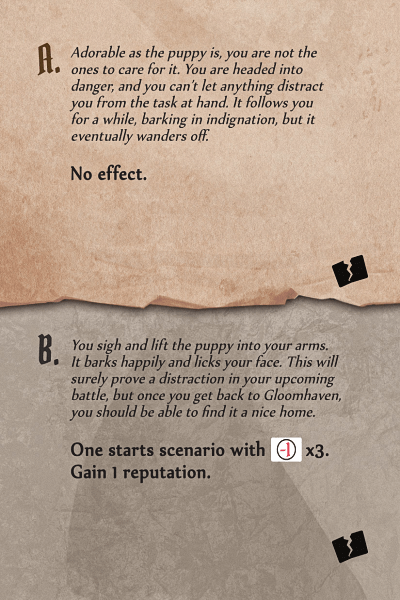 A.
Adorable as the puppy is, you are not the
ones to care for it. You are headed into
danger, and you can't let anything distract
you from the task at hand. It follows you
for a while, barking in indignation, but it
eventually wanders off.
No effect.
B.
You sigh and lift the puppy into your arms.
It barks happily and licks your face. This will
surely prove a distraction in your upcoming
battle, but once you get back to Gloomhaven,
you should be able to find it a nice home.
One starts scenario with -1 x3.
Gain 1 reputation.